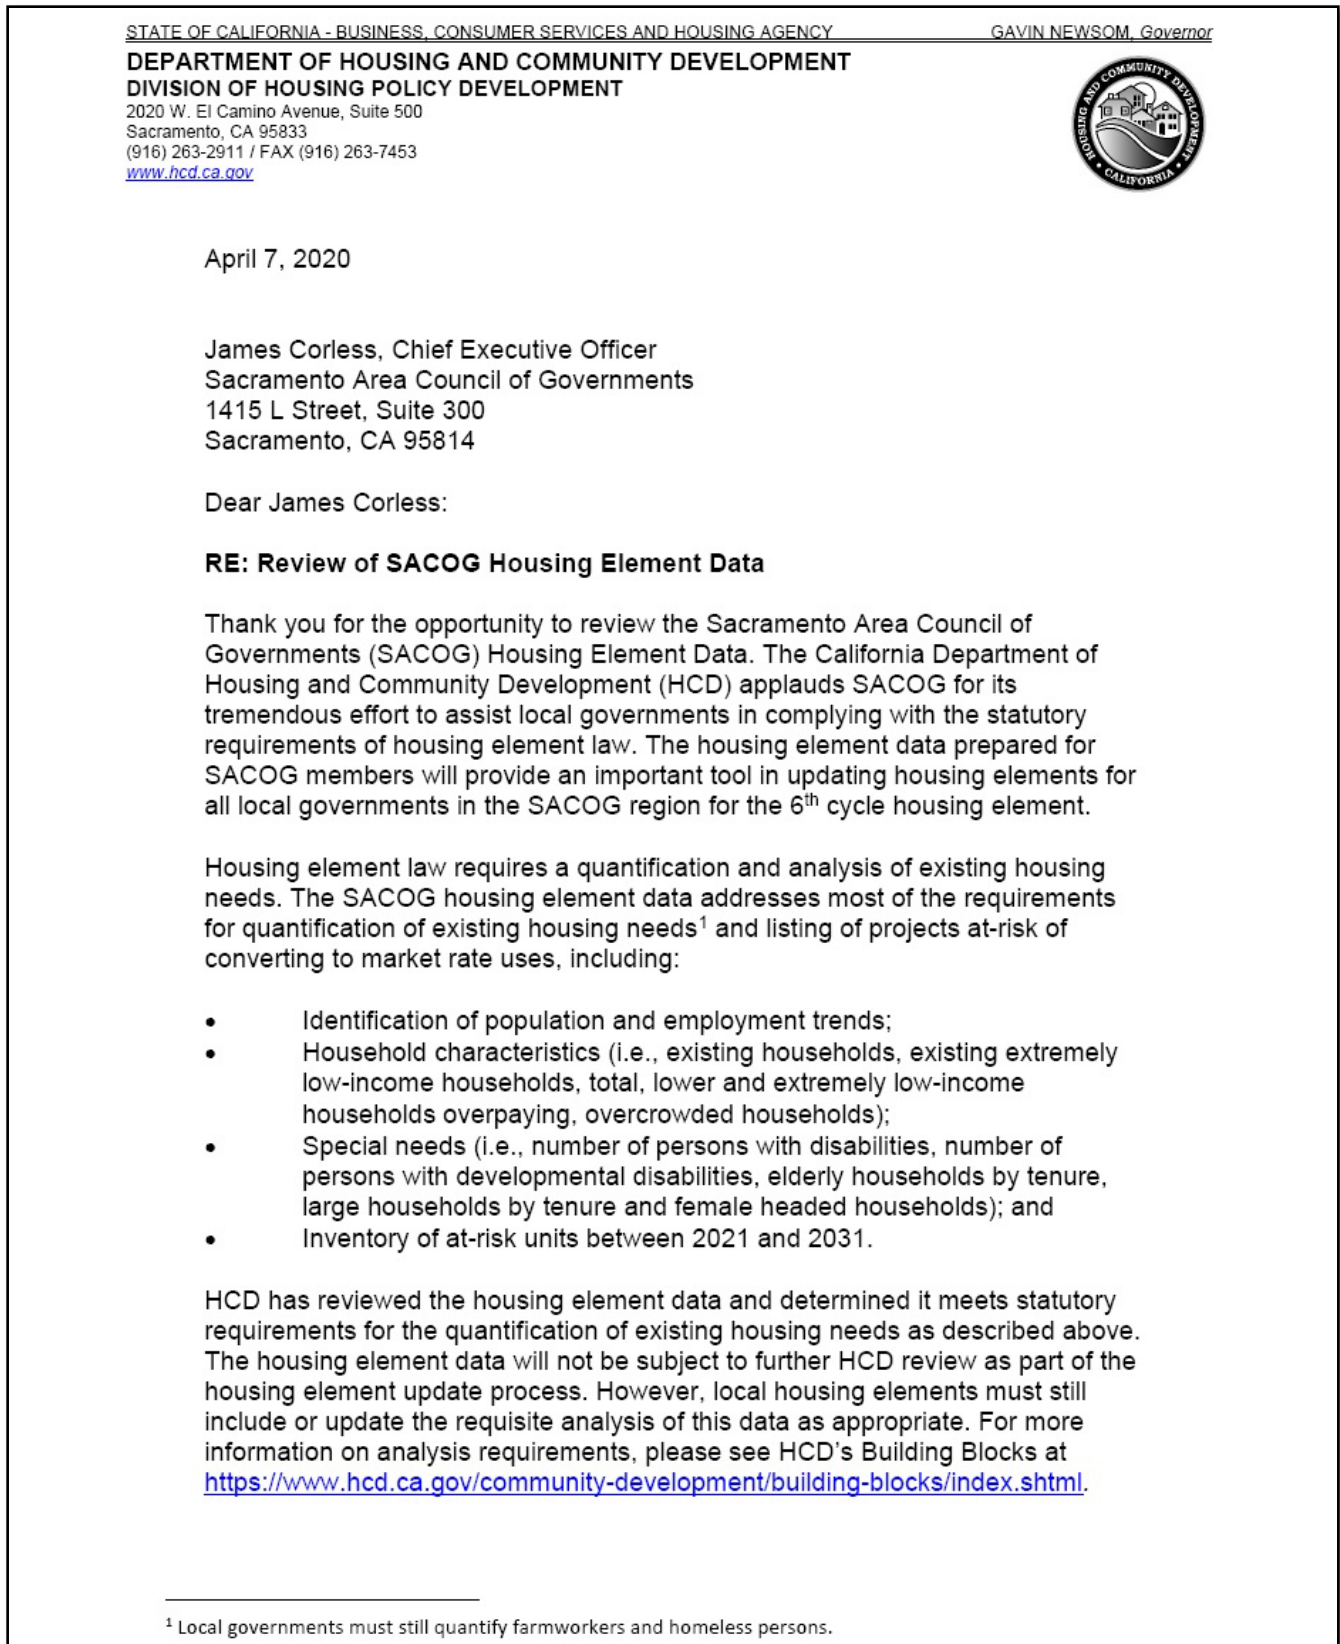 STATE OF CALIFORNIA - BUSINESS, CONSUMER SERVICES AND HOUSING AGENCY GAVIN NEWSOM, Governor
DEPARTMENT OF HOUSING AND COMMUNITY DEVELOPMENT
DIVISION OF HOUSING POLICY DEVELOPMENT
2020 W. El Camino Avenue, Suite 500
Sacramento, CA 95833
(916) 263-2911 / FAX (916) 263-7453
www.hcd.ca.gov
HOUSING AND COMMUNITY DEVELOPMENT
• CALIFORNIA •
April 7, 2020
James Corless, Chief Executive Officer
Sacramento Area Council of Governments
1415 L Street, Suite 300
Sacramento, CA 95814
Dear James Corless:
RE: Review of SACOG Housing Element Data
Thank you for the opportunity to review the Sacramento Area Council of
Governments (SACOG) Housing Element Data. The California Department of
Housing and Community Development (HCD) applauds SACOG for its
tremendous effort to assist local governments in complying with the statutory
requirements of housing element law. The housing element data prepared for
SACOG members will provide an important tool in updating housing elements for
all local governments in the SACOG region for the 6th cycle housing element.
Housing element law requires a quantification and analysis of existing housing
needs. The SACOG housing element data addresses most of the requirements
for quantification of existing housing needs1 and listing of projects at-risk of
converting to market rate uses, including:
• Identification of population and employment trends;
• Household characteristics (i.e., existing households, existing extremely
low-income households, total, lower and extremely low-income
households overpaying, overcrowded households);
• Special needs (i.e., number of persons with disabilities, number of
persons with developmental disabilities, elderly households by tenure,
large households by tenure and female headed households); and
• Inventory of at-risk units between 2021 and 2031.
HCD has reviewed the housing element data and determined it meets statutory
requirements for the quantification of existing housing needs as described above.
The housing element data will not be subject to further HCD review as part of the
housing element update process. However, local housing elements must still
include or update the requisite analysis of this data as appropriate. For more
information on analysis requirements, please see HCD's Building Blocks at
https://www.hcd.ca.gov/community-development/building-blocks/index.shtml.
1 Local governments must still quantify farmworkers and homeless persons.